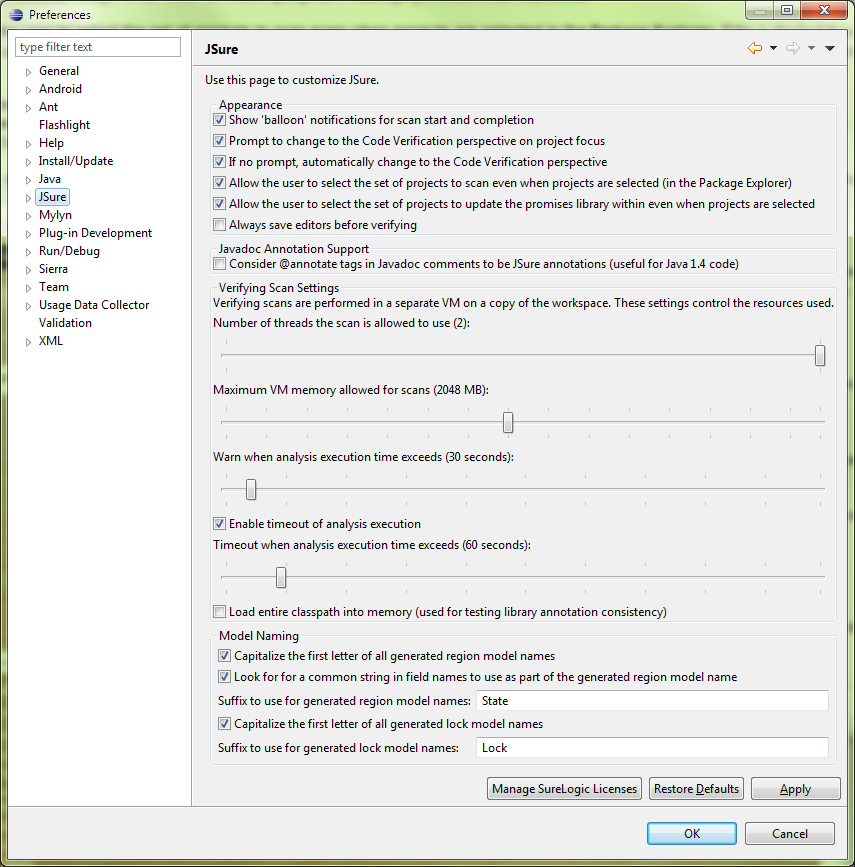 Preferences
type filter text
General
Android
Ant
Flashlight
Help
Install/Update
Java
JSure
Mylyn
Plug-in Development
Run/Debug
Sierra
Team
Usage Data Collector
Validation
XML
JSure
Use this page to customize JSure.
Appearance
Show 'balloon' notifications for scan start and completion
Prompt to change to the Code Verification perspective on project focus
If no prompt, automatically change to the Code Verification perspective
Allow the user to select the set of projects to scan even when projects are selected (in the Package Explorer)
Allow the user to select the set of projects to update the promises library within even when projects are selected
Always save editors before verifying
Javadoc Annotation Support
Consider @annotate tags in Javadoc comments to be JSure annotations (useful for Java 1.4 code)
Verifying Scan Settings
Verifying scans are performed in a separate VM on a copy of the workspace. These settings control the resources used.
Number of threads the scan is allowed to use (2):
Maximum VM memory allowed for scans (2048 MB):
Warn when analysis execution time exceeds (30 seconds):
Enable timeout of analysis execution
Timeout when analysis execution time exceeds (60 seconds):
Load entire classpath into memory (used for testing library annotation consistency)
Model Naming
Capitalize the first letter of all generated region model names
Look for for a common string in field names to use as part of the generated region model name
Suffix to use for generated region model names: State
Capitalize the first letter of all generated lock model names
Suffix to use for generated lock model names: Lock
Manage SureLogic Licenses Restore Defaults Apply
OK Cancel